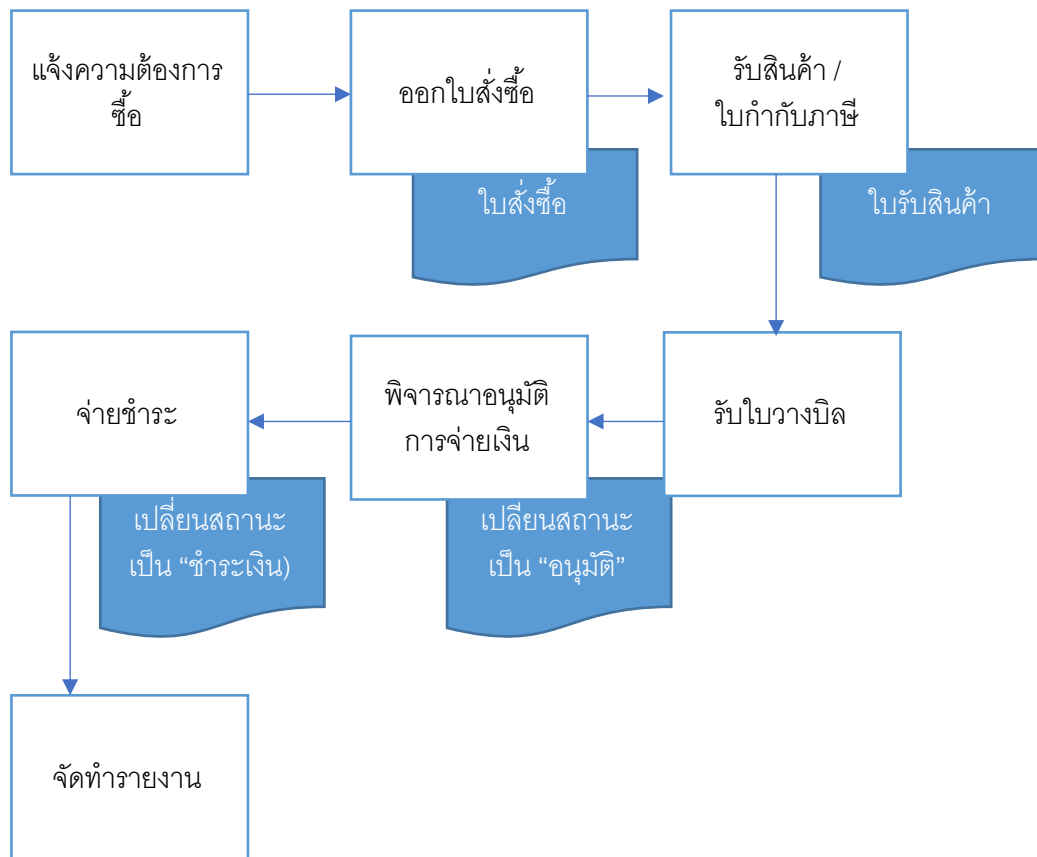 แจ้งความต้องการ
ซื้อ
ออกใบสั่งซื้อ
รับสินค้า /
ใบกำกับภาษี
ใบสั่งซื้อ
ใบรับสินค้า
จ่ายชำระ
พิจารณาอนุมัติ
การจ่ายเงิน
รับใบวางบิล
เปลี่ยนสถานะ
เป็น “ชำระเงิน)
เปลี่ยนสถานะ
เป็น “อนุมัติ”
จัดทำรายงาน